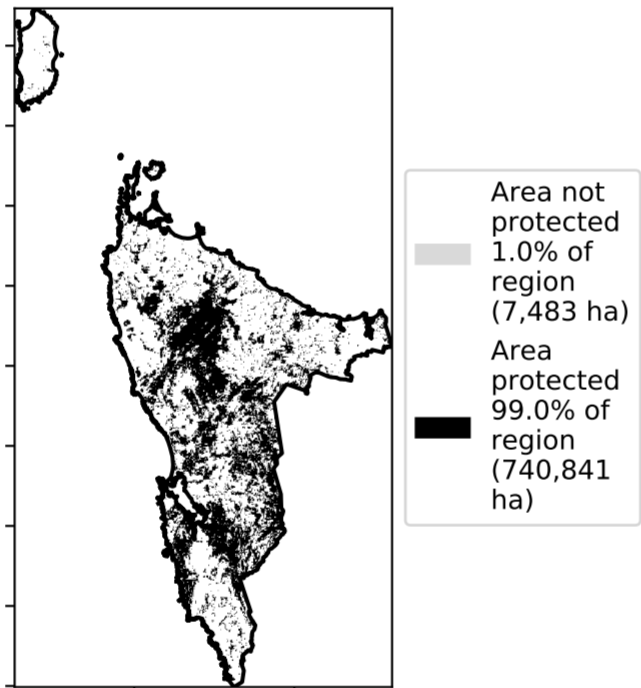 Area not
protected
1.0% of
region
(7,483 ha)
Area
protected
99.0% of
region
(740,841
ha)